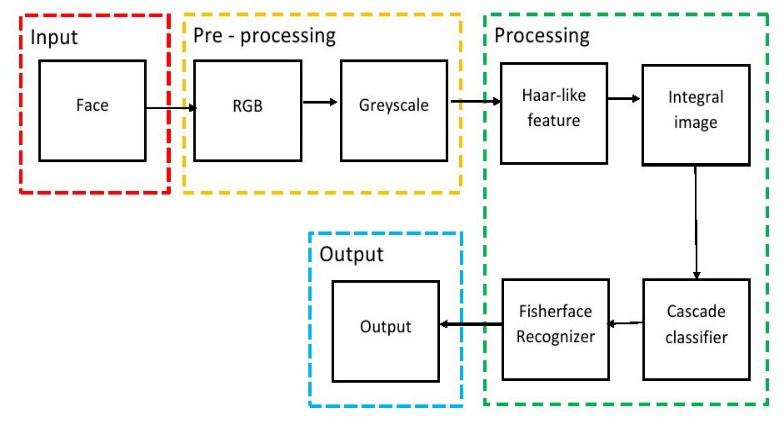 Input
Face
Pre - processing
RGB
Greyscale
Processing
Haar-like
feature
Integral
image
Cascade
classifier
Fisherface
Recognizer
Output
Output